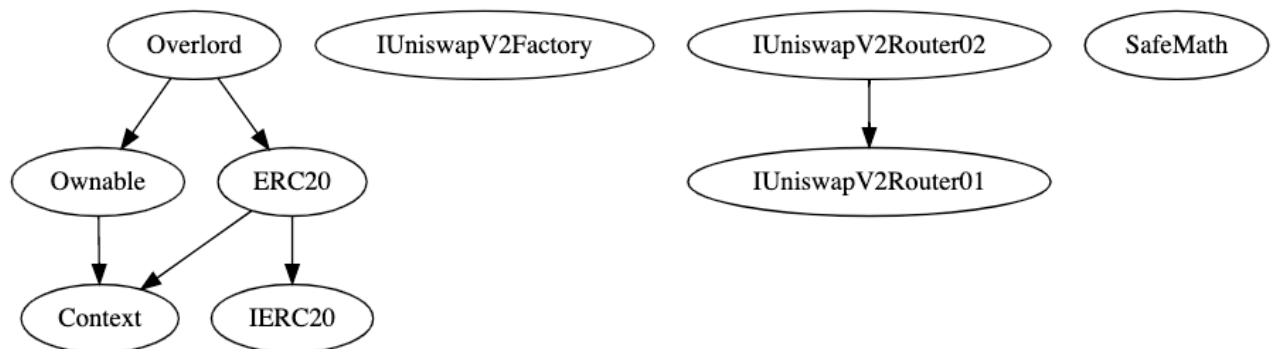 Overlord
IUniswapV2Factory
IUniswapV2Router02
SafeMath
Ownable
ERC20
IUniswapV2Router01
Context
IERC20